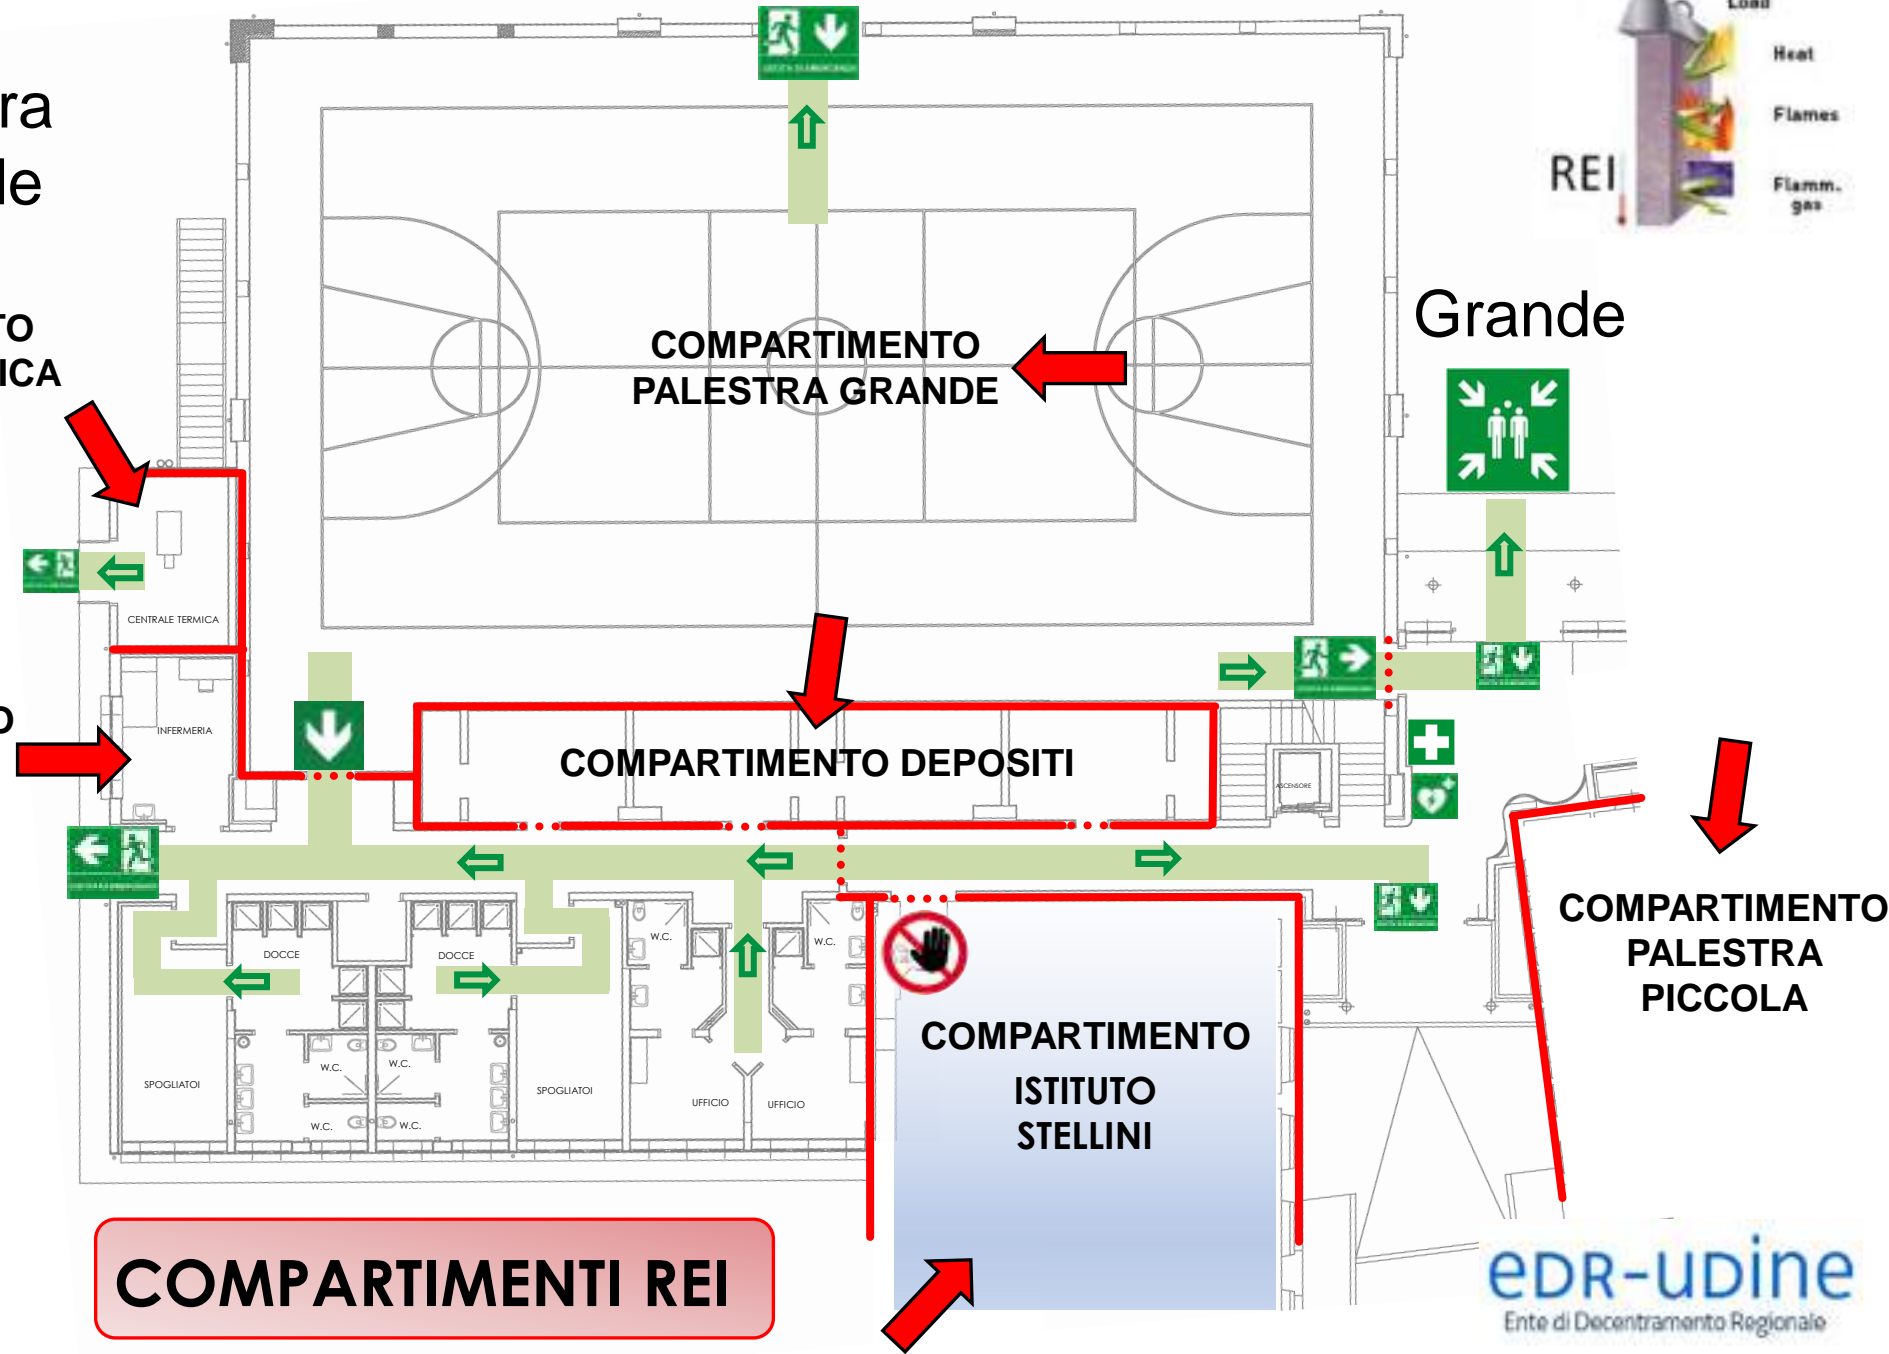 Load
Heat
Flames
Flamm.
gas
REI
ra
le
Grande
TO
ICA
COMPARTIMENTO
PALESTRA GRANDE
CENTRALE TERMICA
INFERMERIA
O
COMPARTIMENTO DEPOSITI
ASCENSORE
COMPARTIMENTO
PALESTRA
PICCOLA
DOCCE
DOCCE
W.C.
W.C.
W.C.
W.C.
W.C.
W.C.
SPOGLIATOI
SPOGLIATOI
UFFICIO
UFFICIO
COMPARTIMENTO
ISTITUTO
STELLINI
COMPARTIMENTI REI
eDR-uDine
Ente di Decentramento Regionale